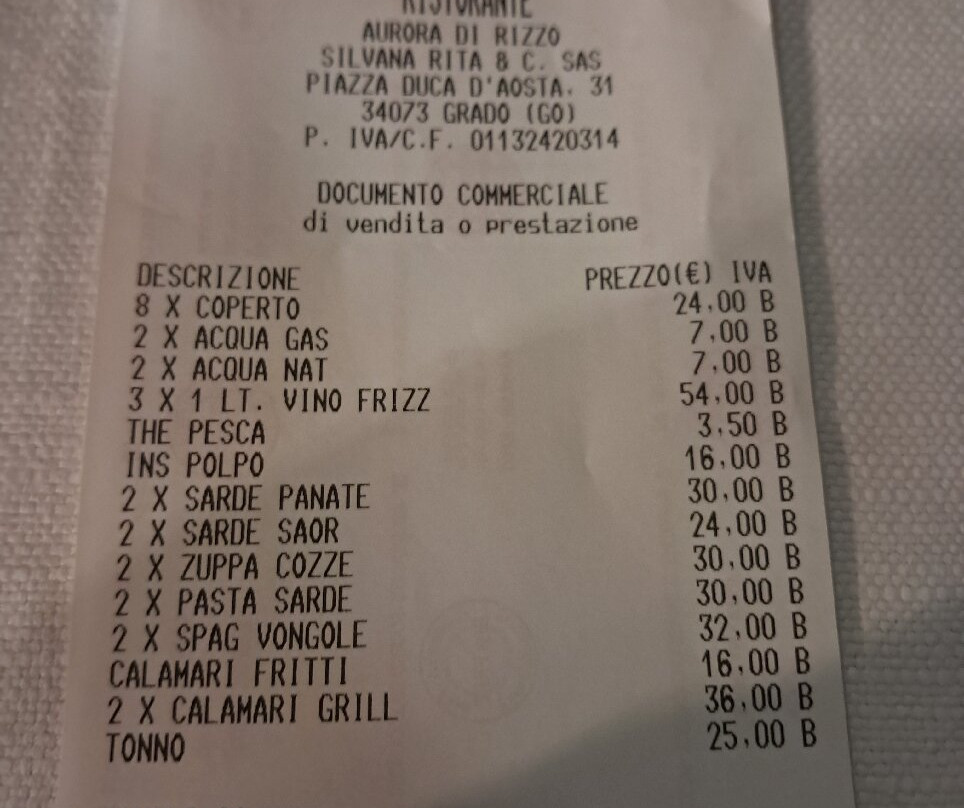 RISTORANTE
AURORA DI RIZZO
SILVANA RITA & C. SAS
PIAZZA DUCA D'AOSTA, 31
34073 GRADO (GO)
P. IVA/C.F. 01132420314
DOCUMENTO COMMERCIALE
di vendita o prestazione
DESCRIZIONE PREZZO(€) IVA
8 X COPERTO 24,00 B
2 X ACQUA GAS 7,00 B
2 X ACQUA NAT 7,00 B
3 X 1 LT. VINO FRIZZ 54,00 B
THE PESCA 3,50 B
INS POLPO 16,00 B
2 X SARDE PANATE 30,00 B
2 X SARDE SAOR 24,00 B
2 X ZUPPA COZZE 30,00 B
2 X PASTA SARDE 30,00 B
2 X SPAG VONGOLE 32,00 B
CALAMARI FRITTI 16,00 B
2 X CALAMARI GRILL 36,00 B
TONNO 25,00 B